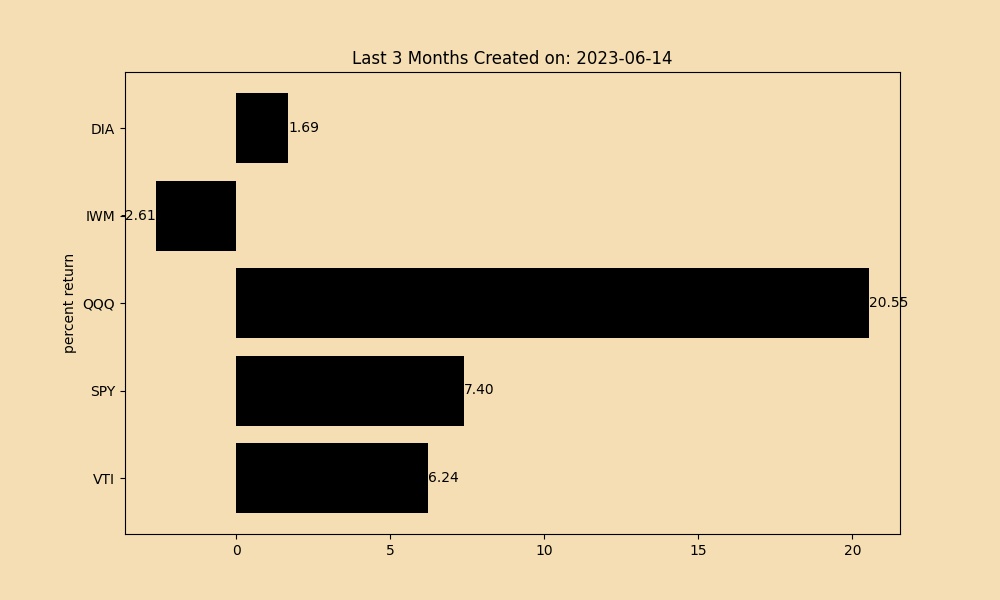 Last 3 Months Created on: 2023-06-14
percent return
DIA 1.69
IWM -2.61
QQQ 20.55
SPY 7.40
VTI 6.24
0 5 10 15 20